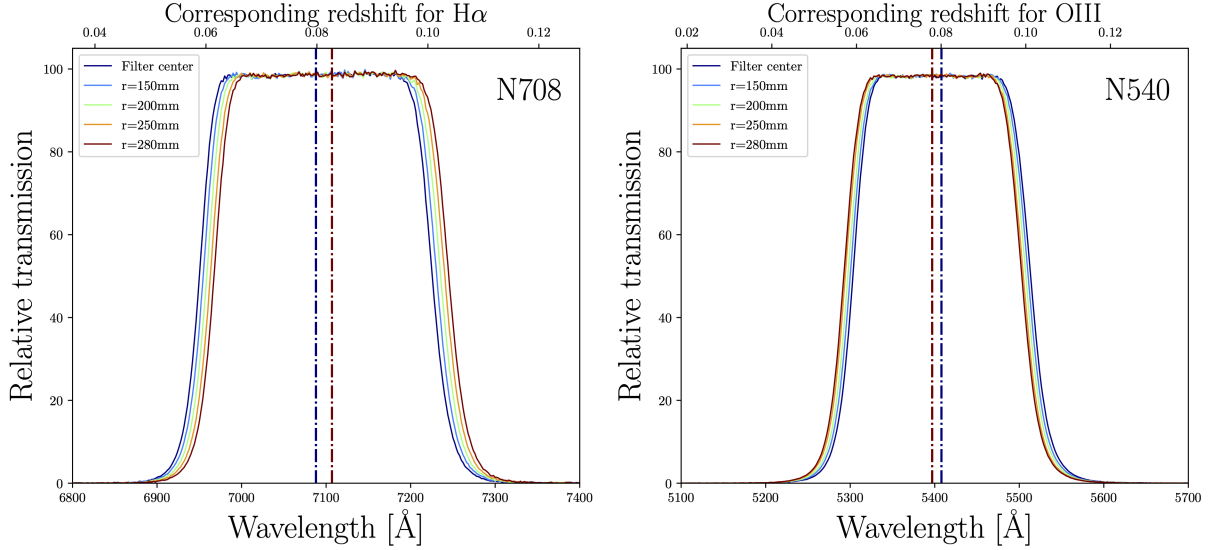 Corresponding redshift for Hα
0.04 0.06 0.08 0.10 0.12
Filter center
r=150mm
r=200mm
r=250mm
r=280mm
N708
Relative transmission
100
80
60
40
20
0
6800 6900 7000 7100 7200 7300 7400
Wavelength [Å]
Corresponding redshift for OIII
0.02 0.04 0.06 0.08 0.10 0.12
Filter center
r=150mm
r=200mm
r=250mm
r=280mm
N540
Relative transmission
100
80
60
40
20
0
5100 5200 5300 5400 5500 5600 5700
Wavelength [Å]